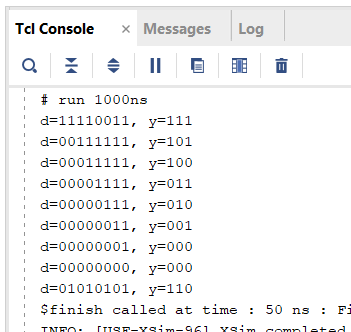 Tcl Console × Messages Log
# run 1000ns
d=11110011, y=111
d=00111111, y=101
d=00011111, y=100
d=00001111, y=011
d=00000111, y=010
d=00000011, y=001
d=00000001, y=000
d=00000000, y=000
d=01010101, y=110
$finish called at time : 50 ns : Fi
INFO: [USF-XSim-96] XSim completed